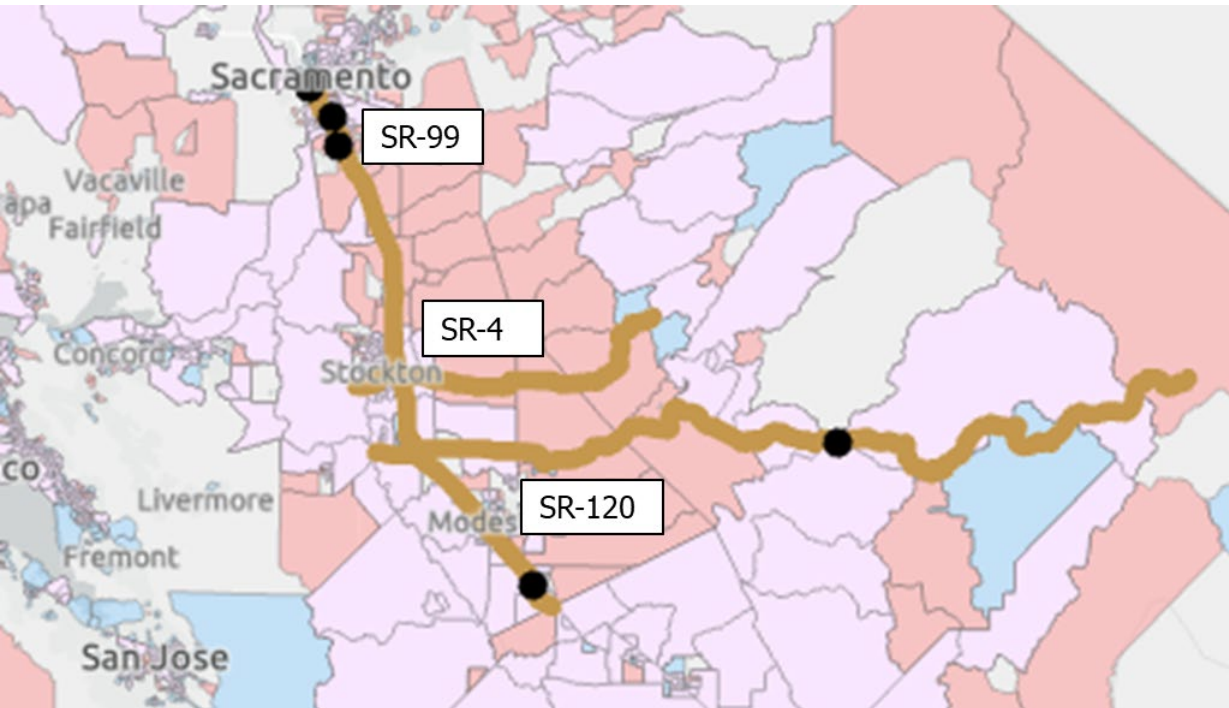 Sacramento
SR-99
Vacaville
apa
Fairfield
SR-4
Concord
Stockton
co
Livermore
SR-120
Modes
Fremont
San Jose